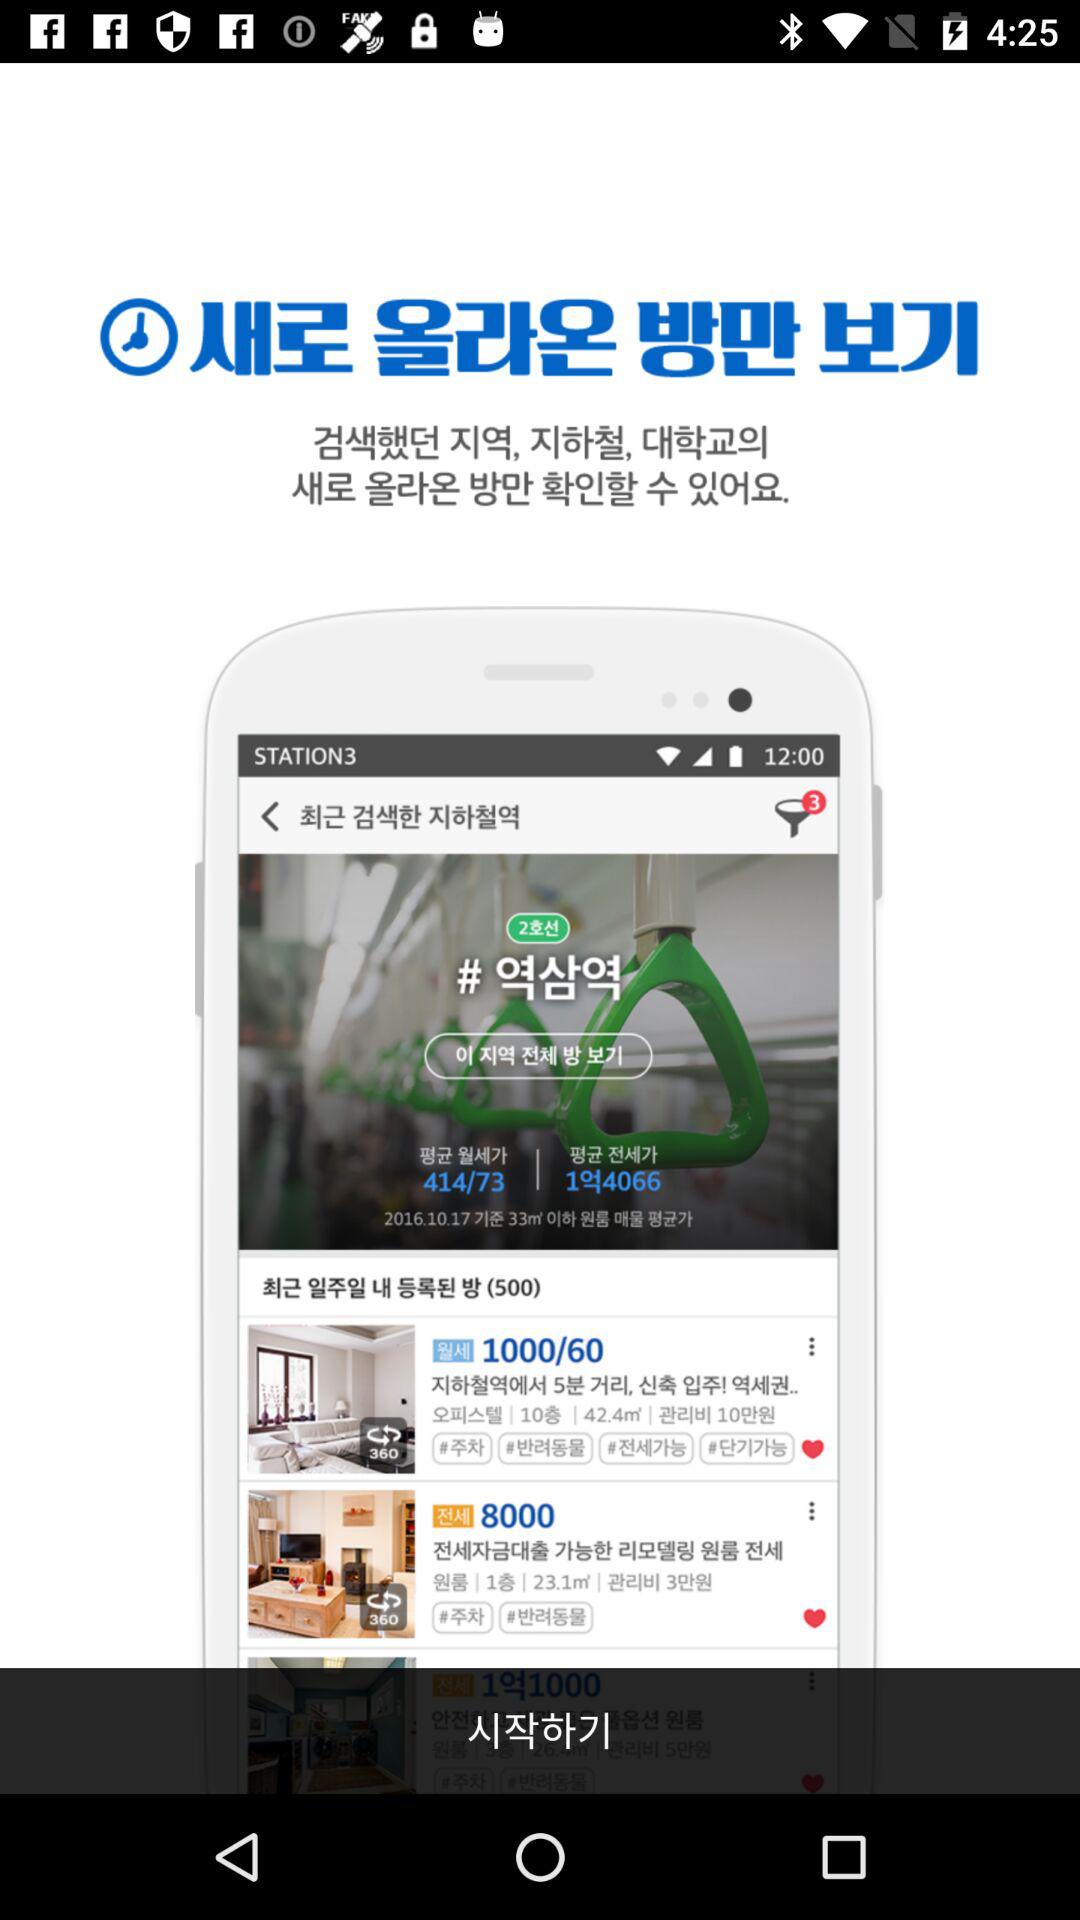 FAK
4:25
새로 올라온 방만 보기
검색했던 지역, 지하철, 대학교의
새로 올라온 방만 확인할 수 있어요.
STATION3 12:00
최근 검색한 지하철역 3
2호선
# 역삼역
이 지역 전체 방 보기
평균 월세가 평균 전세가
414/73 1억4066
2016.10.17 기준 33㎡ 이하 원룸 매물 평균가
최근 일주일 내 등록된 방 (500)
월세 1000/60
지하철역에서 5분 거리, 신축 입주! 역세권..
오피스텔 | 10층 | 42.4㎡ | 관리비 10만원
360 #주차 #반려동물 #전세가능 #단기가능
전세 8000
전세자금대출 가능한 리모델링 원룸 전세
원룸 | 1층 | 23.1㎡ | 관리비 3만원
360 #주차 #반려동물
전세 1억1000
안전 풀옵션 원룸
시작하기
원룸 | 3층 | 26.4㎡ | 관리비 5만원
#주차 #반려동물